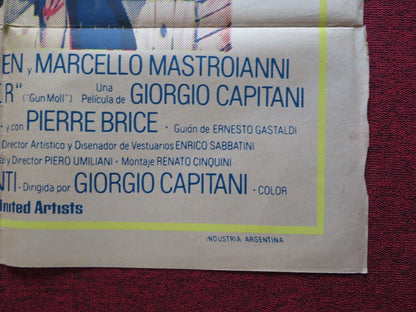 EN y MARCELLO MASTROIANNI
ER" ("Gun Moll") Una Película de GIORGIO CAPITANI
y con PIERRE BRICE - Guión de ERNESTO GASTALDI
Director Artístico y Disenador de Vestuarios ENRICO SABBATINI
y Director PIERO UMILIANI - Montaje RENATO CINQUINI
NTI - Dirigida por GIORGIO CAPITANI - COLOR
United Artists
INDUSTRIA ARGENTINA